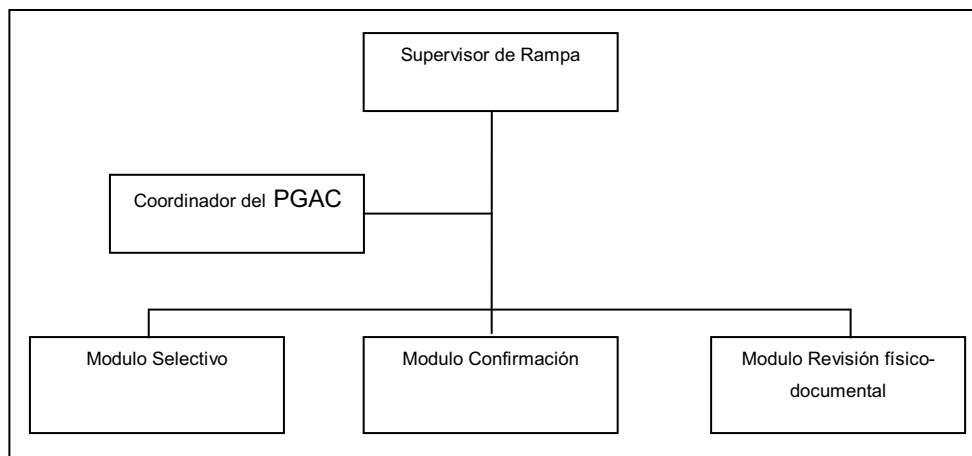 Supervisor de Rampa
Coordinador del PGAC
Modulo Selectivo
Modulo Confirmación
Modulo Revisión físico-
documental